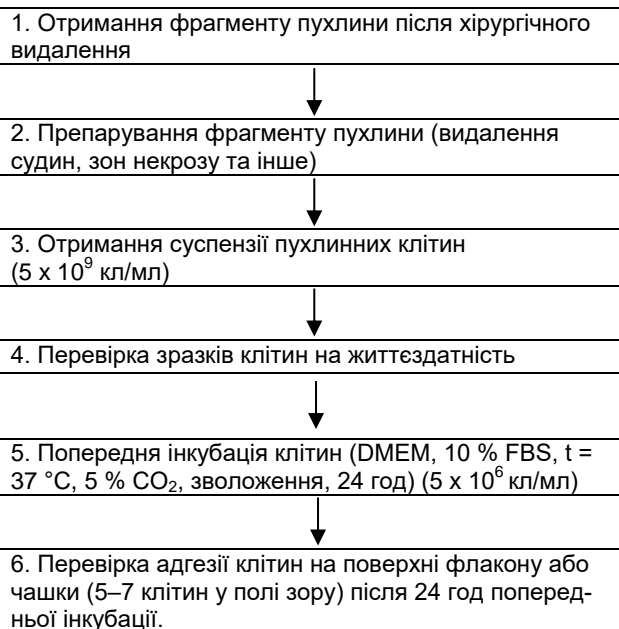 1. Отримання фрагменту пухлини після хірургічного
видалення
2. Препарування фрагменту пухлини (видалення
судин, зон некрозу та інше)
3. Отримання суспензії пухлинних клітин
(5 x 10⁹ кл/мл)
4. Перевірка зразків клітин на життєздатність
5. Попередня інкубація клітин (DMEM, 10 % FBS, t =
37 °C, 5 % CO₂, зволоження, 24 год) (5 x 10⁶ кл/мл)
6. Перевірка адгезії клітин на поверхні флакону або
чашки (5–7 клітин у полі зору) після 24 год поперед-
ньої інкубації.